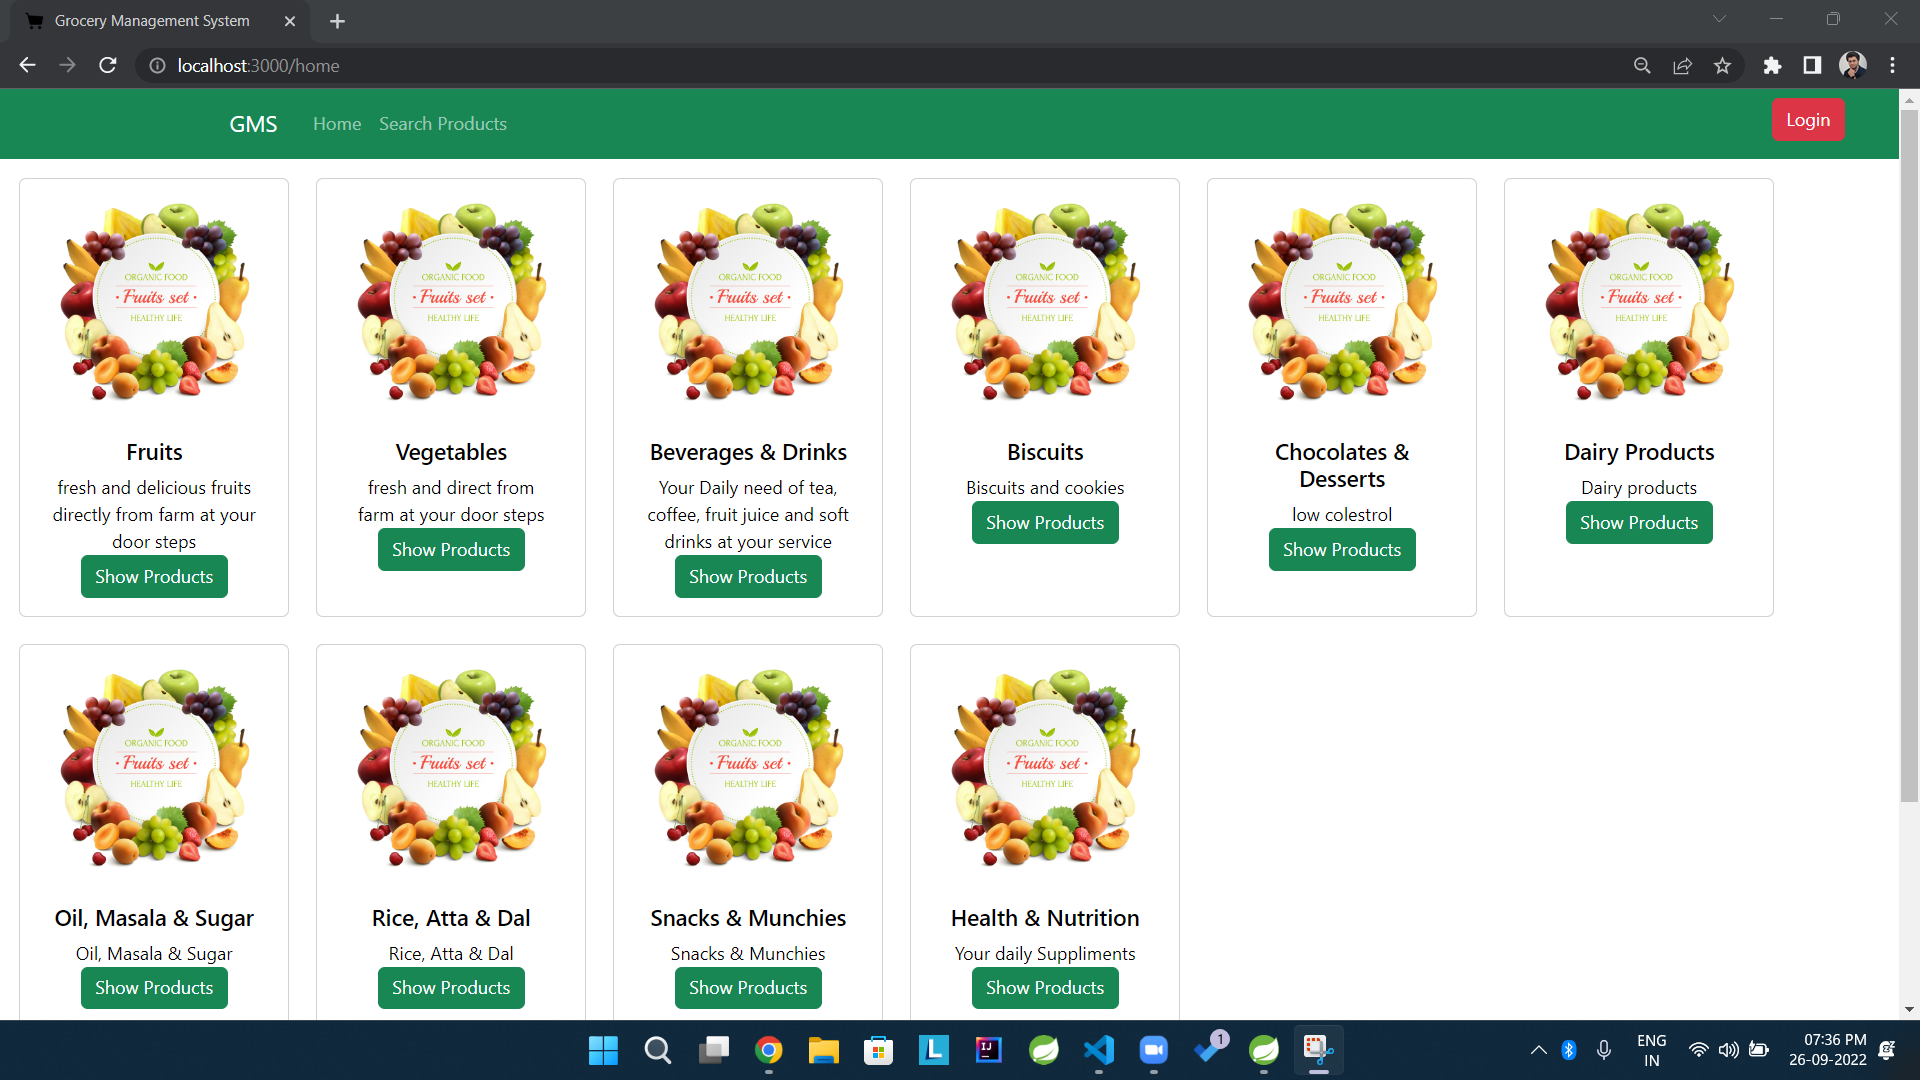 Grocery Management System
localhost:3000/home
GMS Home Search Products Login
ORGANIC FOOD
Fruits set
HEALTHY LIFE
Fruits
fresh and delicious fruits
directly from farm at your
door steps
Show Products
ORGANIC FOOD
Fruits set
HEALTHY LIFE
Vegetables
fresh and direct from
farm at your door steps
Show Products
ORGANIC FOOD
Fruits set
HEALTHY LIFE
Beverages & Drinks
Your Daily need of tea,
coffee, fruit juice and soft
drinks at your service
Show Products
ORGANIC FOOD
Fruits set
HEALTHY LIFE
Biscuits
Biscuits and cookies
Show Products
ORGANIC FOOD
Fruits set
HEALTHY LIFE
Chocolates &
Desserts
low colestrol
Show Products
ORGANIC FOOD
Fruits set
HEALTHY LIFE
Dairy Products
Dairy products
Show Products
ORGANIC FOOD
Fruits set
HEALTHY LIFE
Oil, Masala & Sugar
Oil, Masala & Sugar
Show Products
ORGANIC FOOD
Fruits set
HEALTHY LIFE
Rice, Atta & Dal
Rice, Atta & Dal
Show Products
ORGANIC FOOD
Fruits set
HEALTHY LIFE
Snacks & Munchies
Snacks & Munchies
Show Products
ORGANIC FOOD
Fruits set
HEALTHY LIFE
Health & Nutrition
Your daily Suppliments
Show Products
L
IJ
1
ENG
IN
07:36 PM
26-09-2022